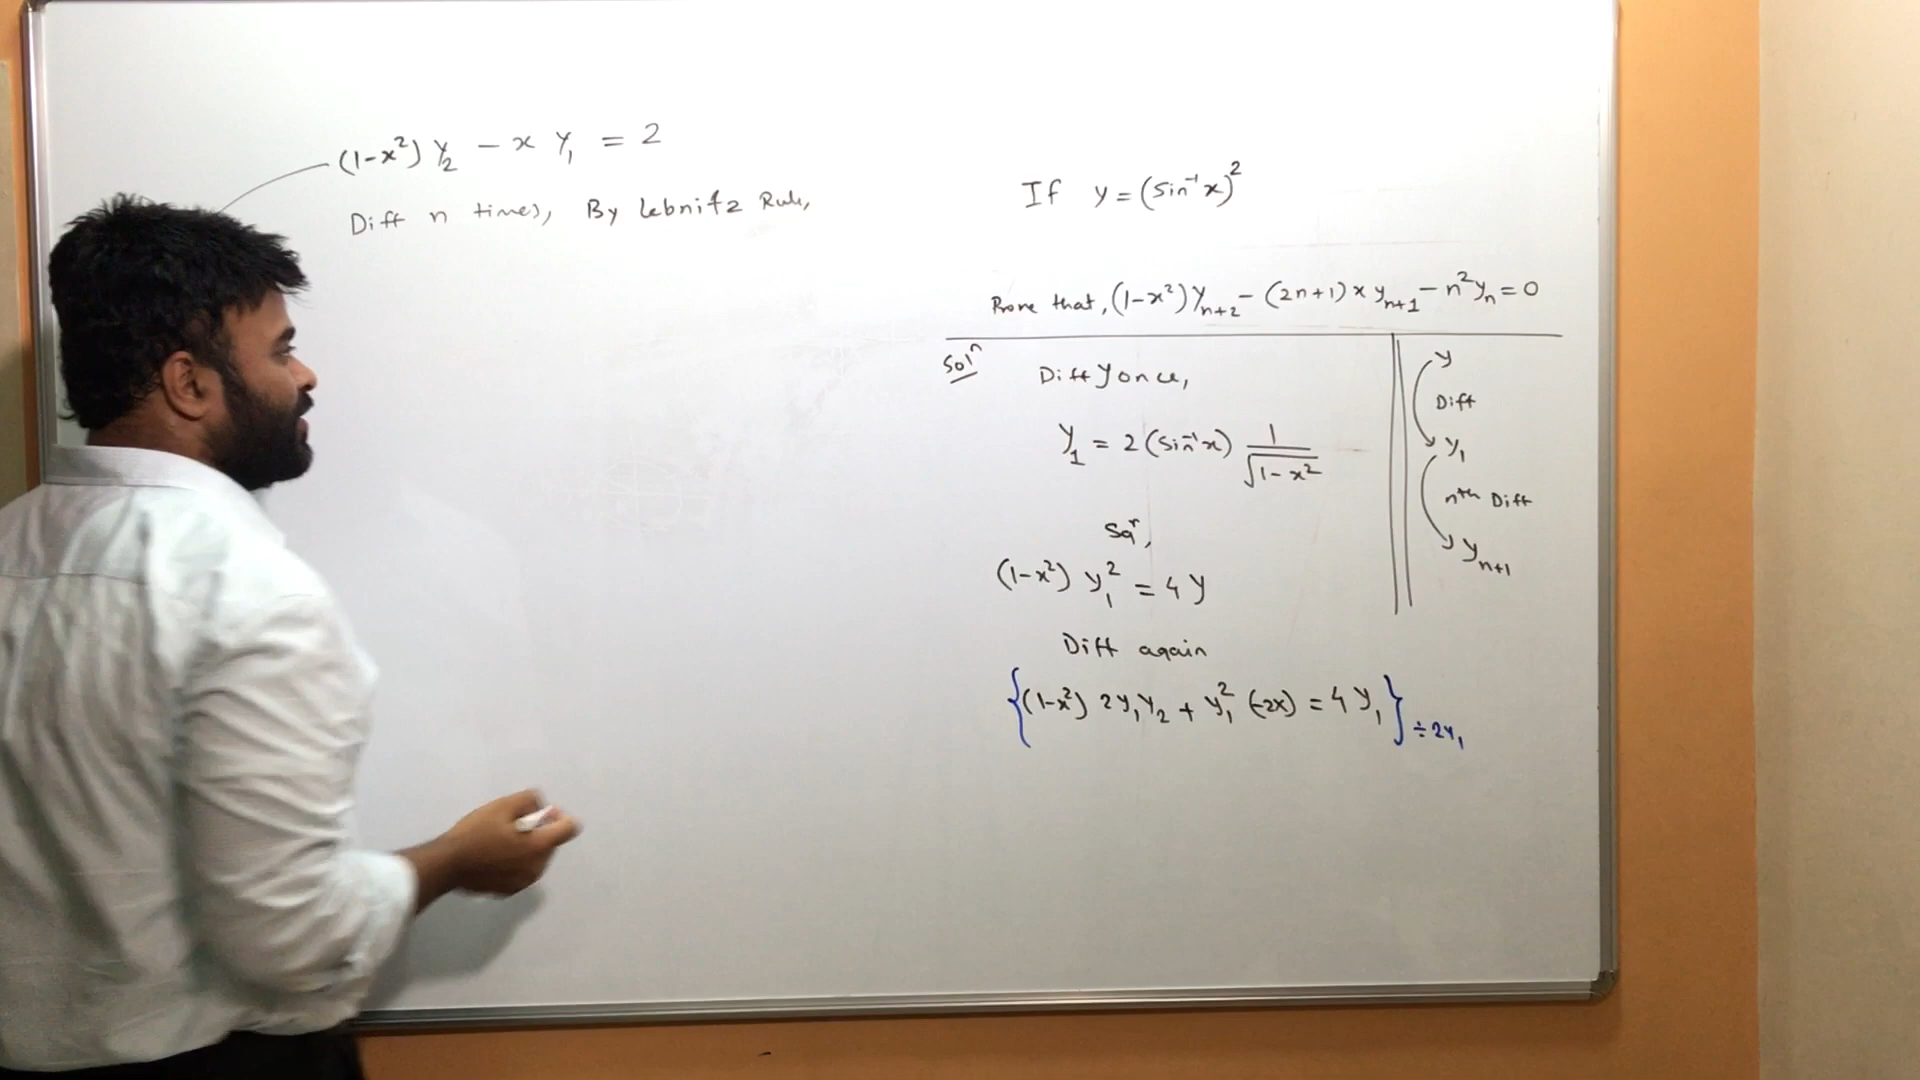 (1-x²) y₂ - x y₁ = 2
Diff n times, By Lebnitz Rule,
If y = (sin⁻¹x)²
Prove that, (1-x²) yₙ₊₂ - (2n+1) x yₙ₊₁ - n² yₙ = 0
Solⁿ
Diff y once,
y₁ = 2 (sin⁻¹x) 1/√(1-x²)
Sqʳ,
(1-x²) y₁² = 4y
Diff again
{(1-x²) 2y₁y₂ + y₁² (-2x) = 4y₁} ÷ 2y₁
y
Diff
y₁
nᵗʰ Diff
yₙ₊₁